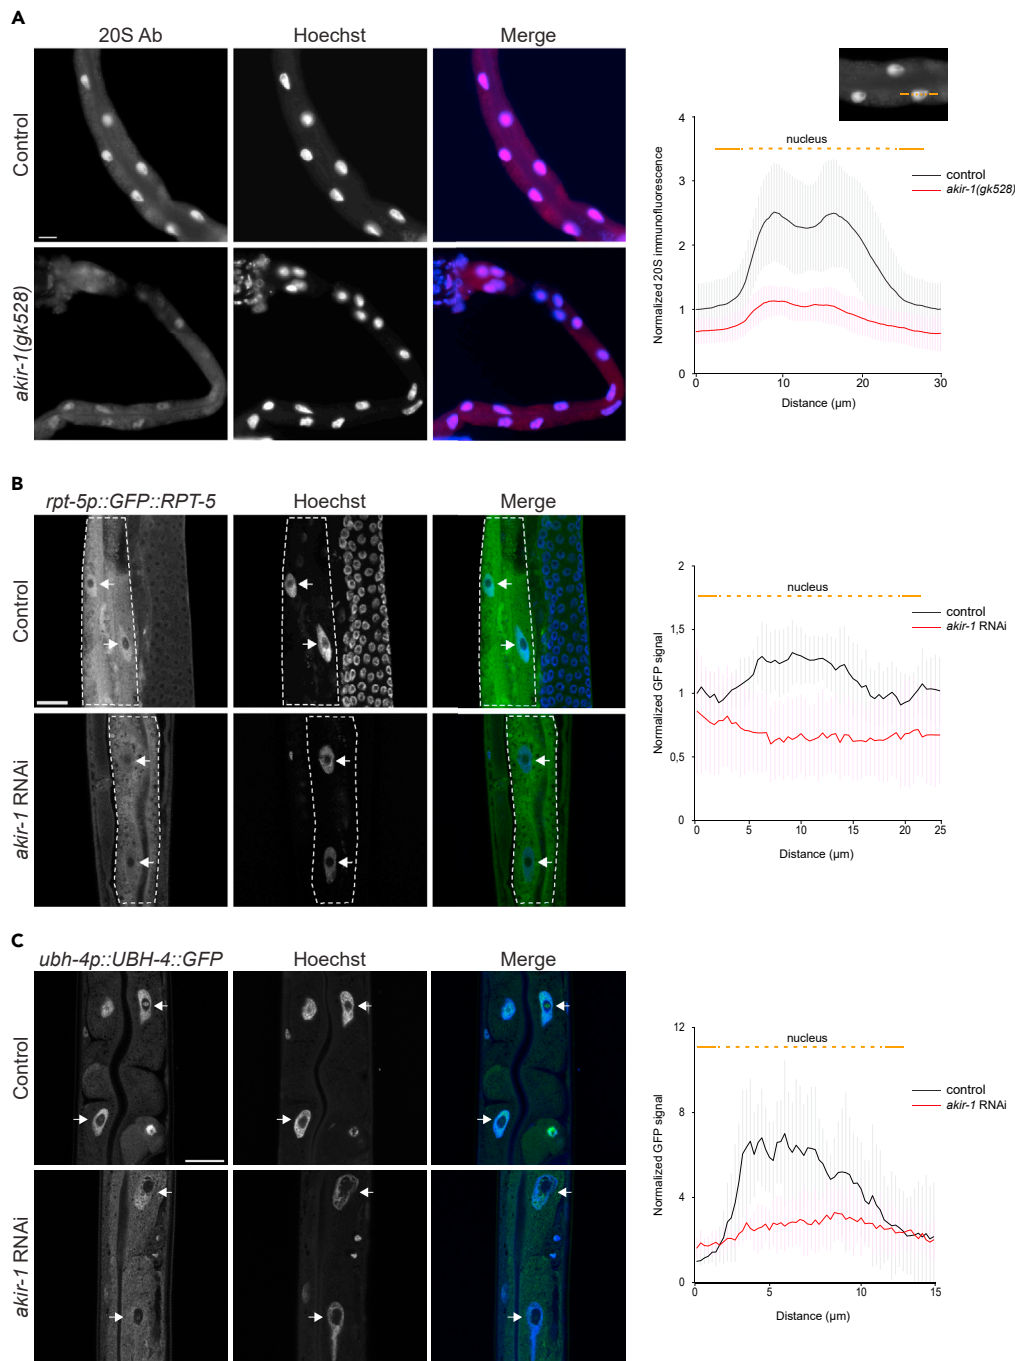 A
20S Ab
Hoechst
Merge
Control
akir-1(gk528)
Normalized 20S immunofluorescence
4
3
2
1
0
nucleus
control
akir-1(gk528)
0
10
20
30
Distance (µm)
B
rpt-5p::GFP::RPT-5
Hoechst
Merge
Control
akir-1 RNAi
Normalized GFP signal
2
1,5
1
0,5
0
nucleus
control
akir-1 RNAi
0
5
10
15
20
25
Distance (µm)
C
ubh-4p::UBH-4::GFP
Hoechst
Merge
Control
akir-1 RNAi
Normalized GFP signal
12
8
4
0
nucleus
control
akir-1 RNAi
0
5
10
15
Distance (µm)